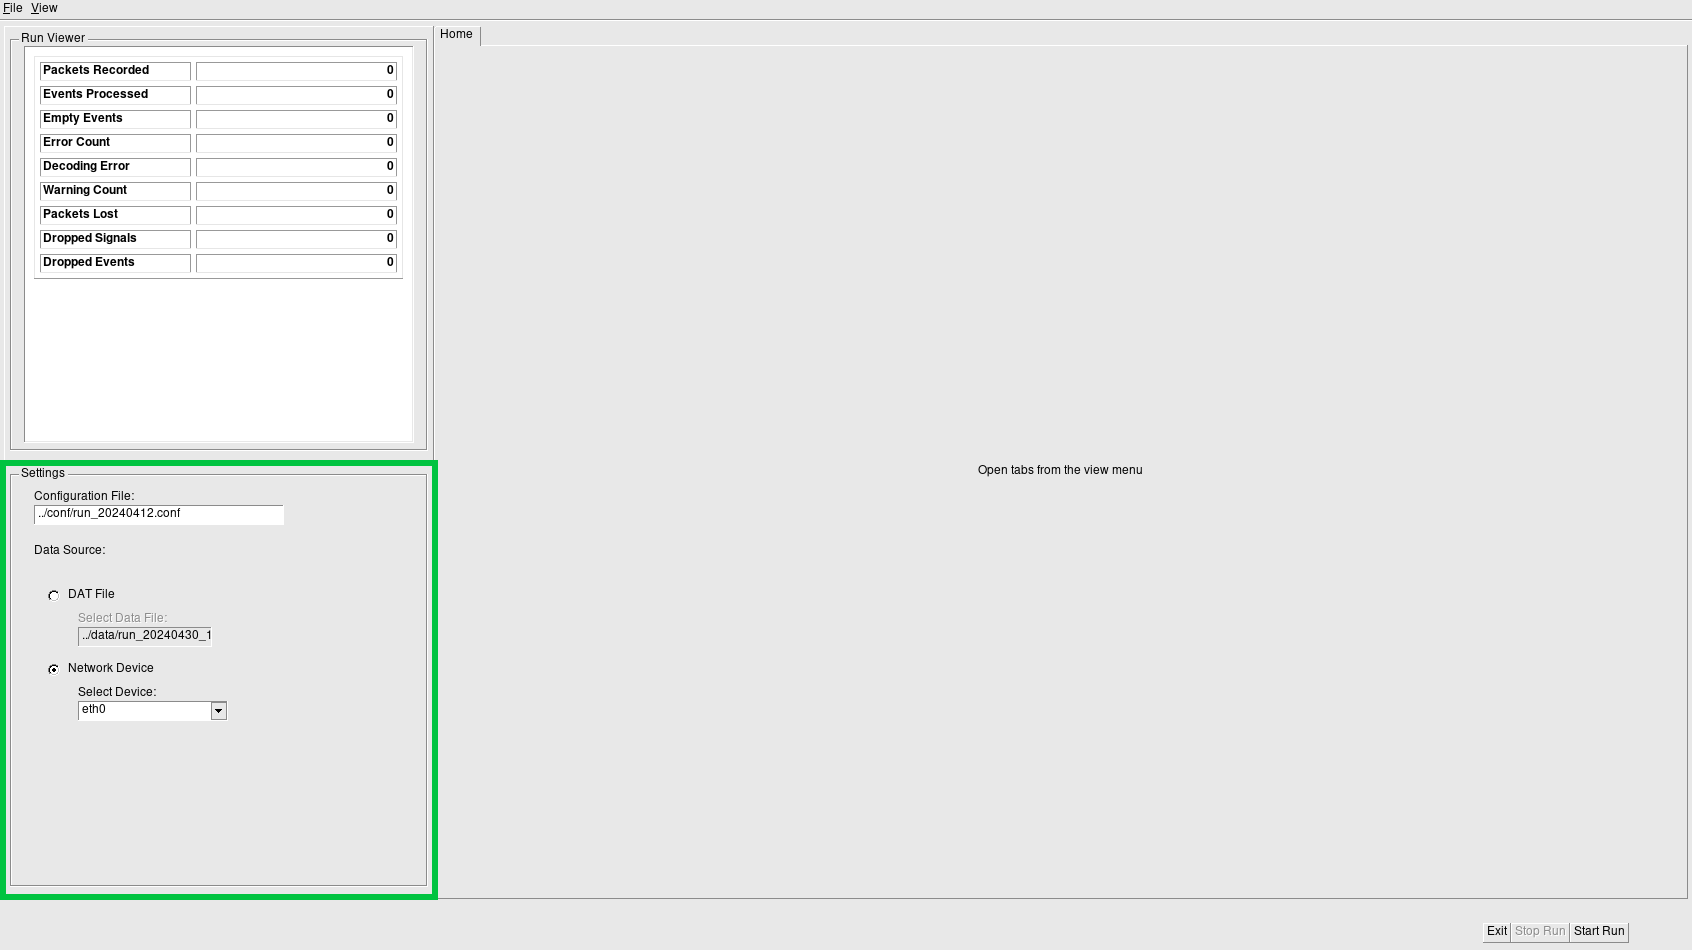 File View
Run Viewer
Home
Packets Recorded 0
Events Processed 0
Empty Events 0
Error Count 0
Decoding Error 0
Warning Count 0
Packets Lost 0
Dropped Signals 0
Dropped Events 0
Open tabs from the view menu
Settings
Configuration File:
../conf/run_20240412.conf
Data Source:
DAT File
Select Data File:
../data/run_20240430_1
Network Device
Select Device:
eth0
Exit Stop Run Start Run